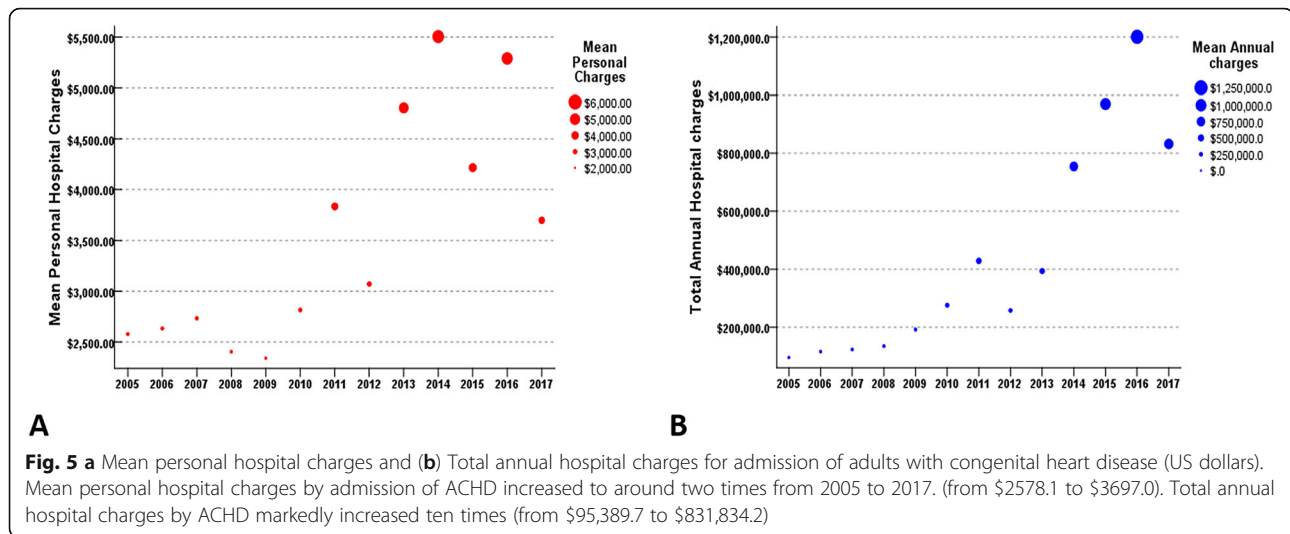 $5,500.00
$5,000.00
$4,500.00
$4,000.00
$3,500.00
$3,000.00
$2,500.00
Mean Personal Hospital Charges
2005 2006 2007 2008 2009 2010 2011 2012 2013 2014 2015 2016 2017
Mean
Personal
Charges
$6,000.00
$5,000.00
$4,000.00
$3,000.00
$2,000.00
A
$1,200,000.0
$1,000,000.0
$800,000.0
$600,000.0
$400,000.0
$200,000.0
Total Annual Hospital charges
2005 2006 2007 2008 2009 2010 2011 2012 2013 2014 2015 2016 2017
Mean Annual
charges
$1,250,000.0
$1,000,000.0
$750,000.0
$500,000.0
$250,000.0
$.0
B
Fig. 5 a Mean personal hospital charges and (b) Total annual hospital charges for admission of adults with congenital heart disease (US dollars).
Mean personal hospital charges by admission of ACHD increased to around two times from 2005 to 2017. (from $2578.1 to $3697.0). Total annual
hospital charges by ACHD markedly increased ten times (from $95,389.7 to $831,834.2)